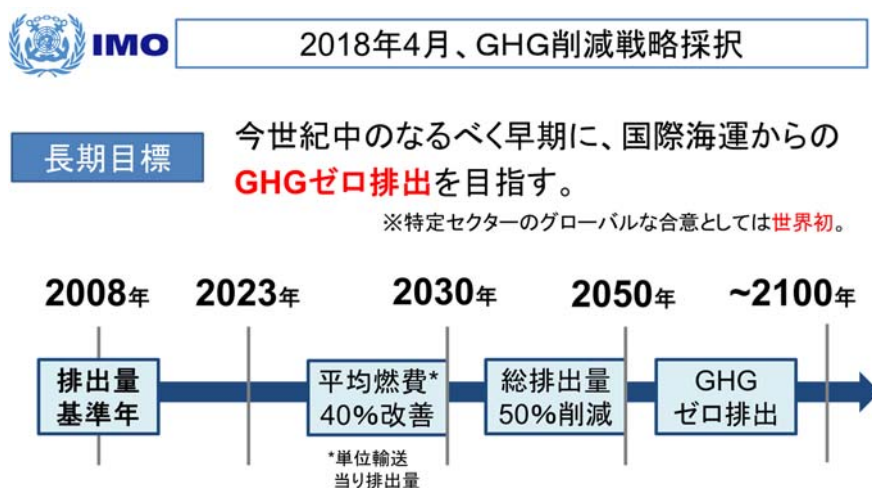 IMO
2018年4月、GHG削減戦略採択
長期目標
今世紀中のなるべく早期に、国際海運からの
GHGゼロ排出を目指す。
※特定セクターのグローバルな合意としては世界初。
2008年
2023年
2030年
2050年
~2100年
排出量
基準年
平均燃費*
40%改善
総排出量
50%削減
GHG
ゼロ排出
*単位輸送
当り排出量